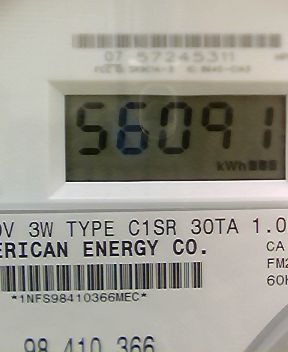 07 57245311
56091
kWh
V 3W TYPE C1SR 30TA 1.0
ERICAN ENERGY CO.
CA
FM2
60H
*1NFS98410366MEC*
98 410 366